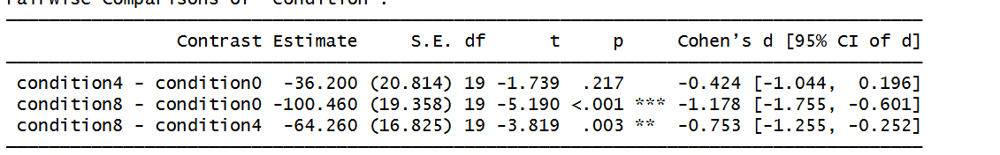 Pairwise Comparisons of "condition":
Contrast Estimate S.E. df t p Cohen’s d [95% CI of d]
condition4 - condition0 -36.200 (20.814) 19 -1.739 .217 -0.424 [-1.044, 0.196]
condition8 - condition0 -100.460 (19.358) 19 -5.190 <.001 *** -1.178 [-1.755, -0.601]
condition8 - condition4 -64.260 (16.825) 19 -3.819 .003 ** -0.753 [-1.255, -0.252]